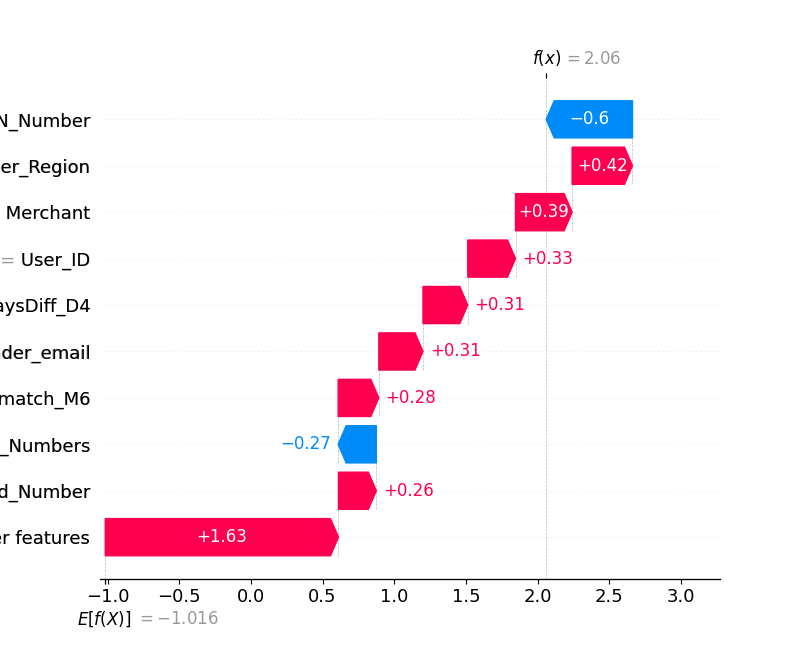 f(x) = 2.06
N_Number −0.6
er_Region +0.42
Merchant +0.39
= User_ID +0.33
aysDiff_D4 +0.31
der_email +0.31
match_M6 +0.28
_Numbers −0.27
d_Number +0.26
r features +1.63
−1.0 −0.5 0.0 0.5 1.0 1.5 2.0 2.5 3.0
E[f(X)] = −1.016